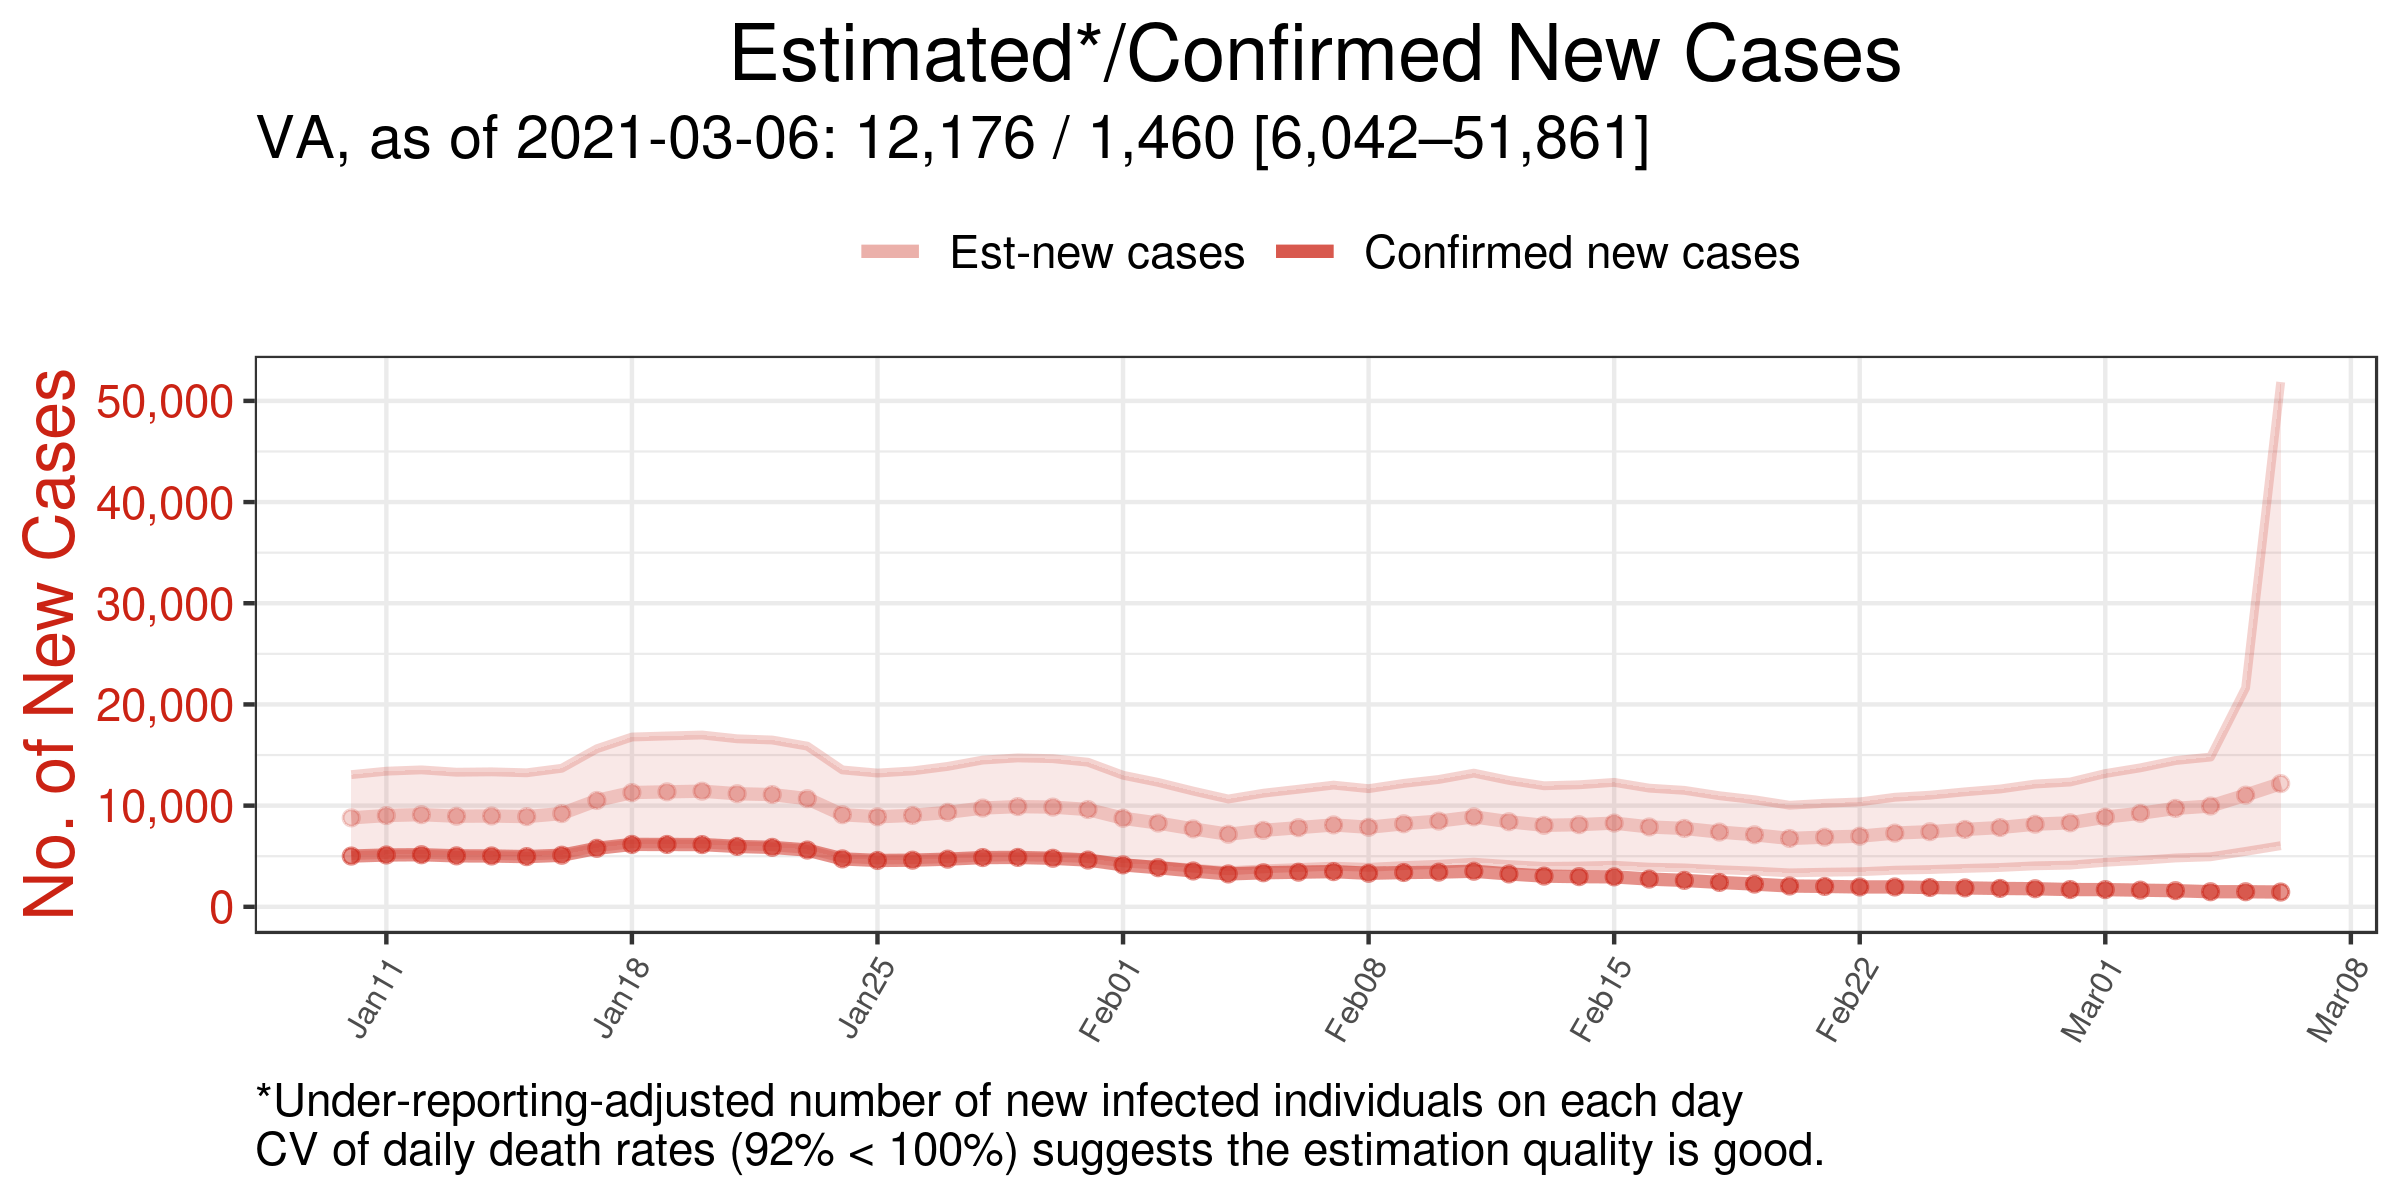 Estimated*/Confirmed New Cases
VA, as of 2021-03-06: 12,176 / 1,460 [6,042–51,861]
Est-new cases
Confirmed new cases
No. of New Cases
50,000
40,000
30,000
20,000
10,000
0
Jan11
Jan18
Jan25
Feb01
Feb08
Feb15
Feb22
Mar01
Mar08
*Under-reporting-adjusted number of new infected individuals on each day
CV of daily death rates (92% < 100%) suggests the estimation quality is good.